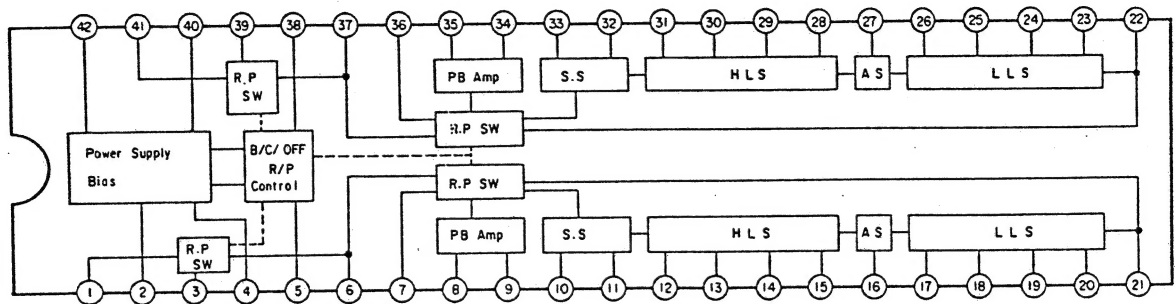 42 41 40 39 38 37 36 35 34 33 32 31 30 29 28 27 26 25 24 23 22
R.P
SW
PB Amp
S.S
HLS
AS
LLS
R.P SW
Power Supply
Bias
B/C/OFF
R/P
Control
R.P SW
R.P
SW
PB Amp
S.S
HLS
AS
LLS
1 2 3 4 5 6 7 8 9 10 11 12 13 14 15 16 17 18 19 20 21